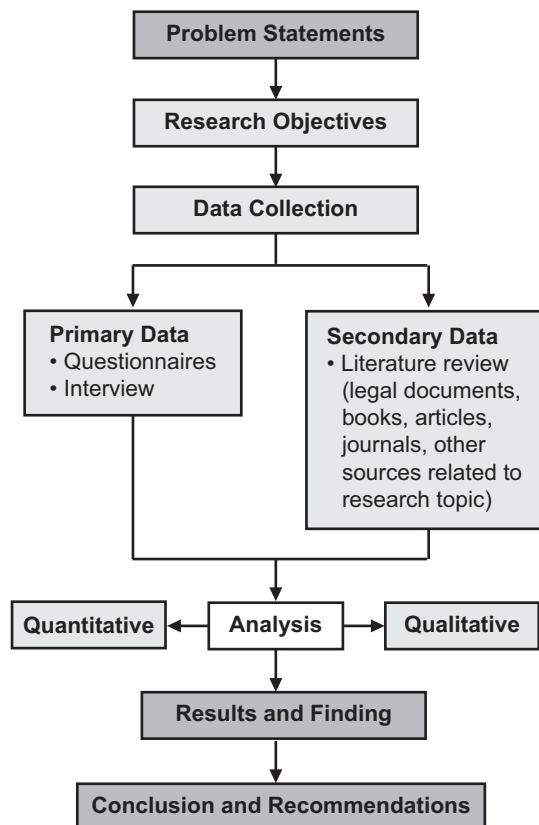 Problem Statements
Research Objectives
Data Collection
Primary Data
• Questionnaires
• Interview
Secondary Data
• Literature review
(legal documents,
books, articles,
journals, other
sources related to
research topic)
Quantitative
Analysis
Qualitative
Results and Finding
Conclusion and Recommendations